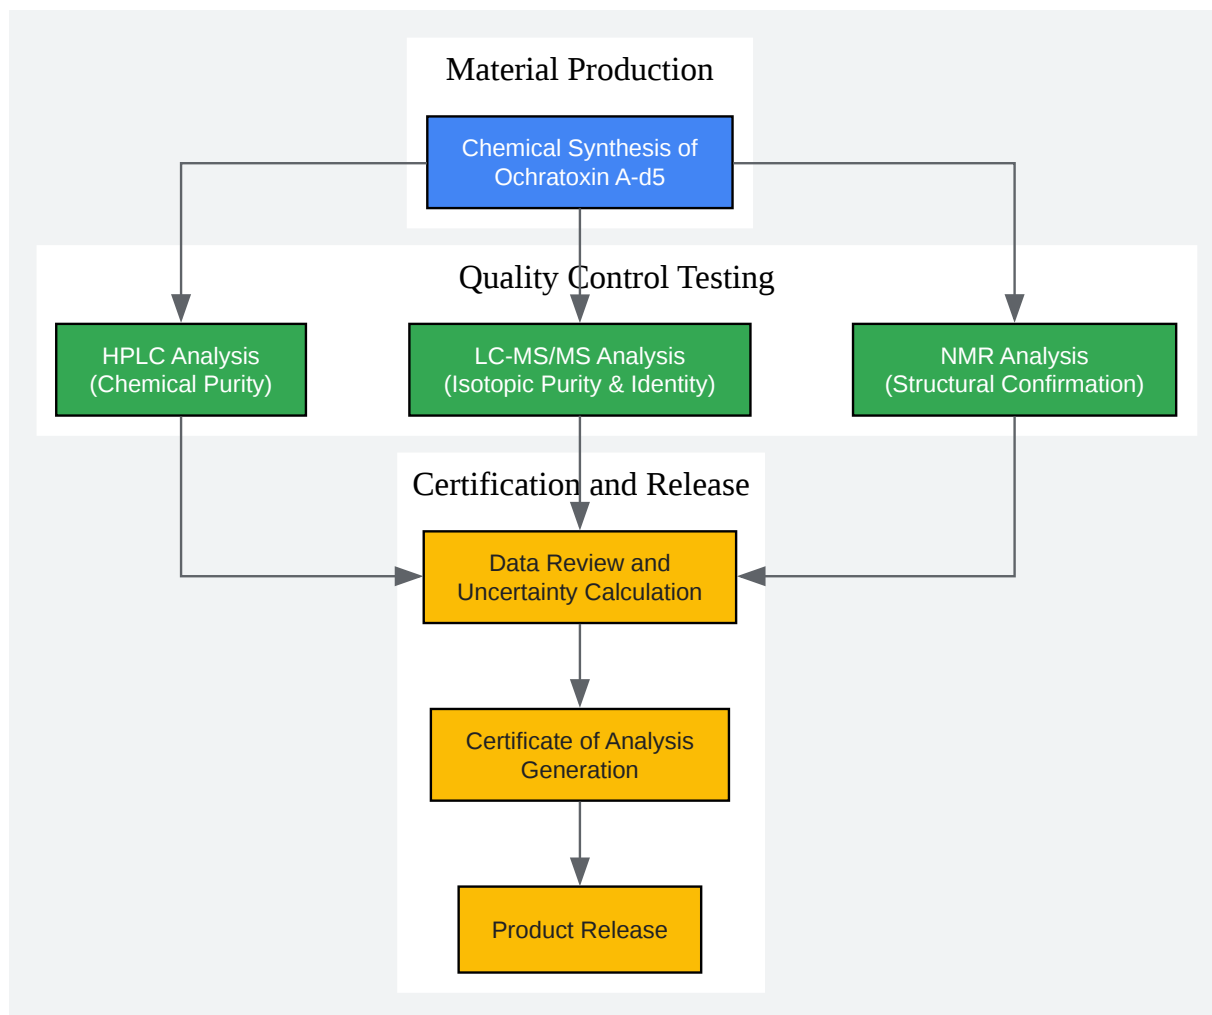 Material Production
Chemical Synthesis of
Ochratoxin A-d5
Quality Control Testing
HPLC Analysis
(Chemical Purity)
LC-MS/MS Analysis
(Isotopic Purity & Identity)
NMR Analysis
(Structural Confirmation)
Certification and Release
Data Review and
Uncertainty Calculation
Certificate of Analysis
Generation
Product Release